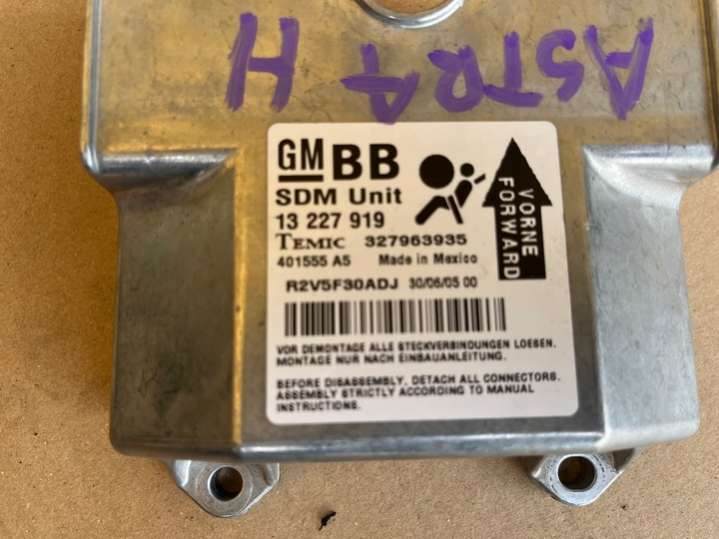 ASTRA H
GM BB
SDM Unit
13 227 919
TEMIC 327963935
401555 A5 Made in Mexico
R2V5F30ADJ 30/06/05 00
VORNE
FORWARD
VOR DEMONTAGE ALLE STECKVERBINDUNGEN LOESEN.
MONTAGE NUR NACH EINBAUANLEITUNG.
BEFORE DISASSEMBLY, DETACH ALL CONNECTORS.
ASSEMBLY STRICTLY ACCORDING TO MANUAL
INSTRUCTIONS.